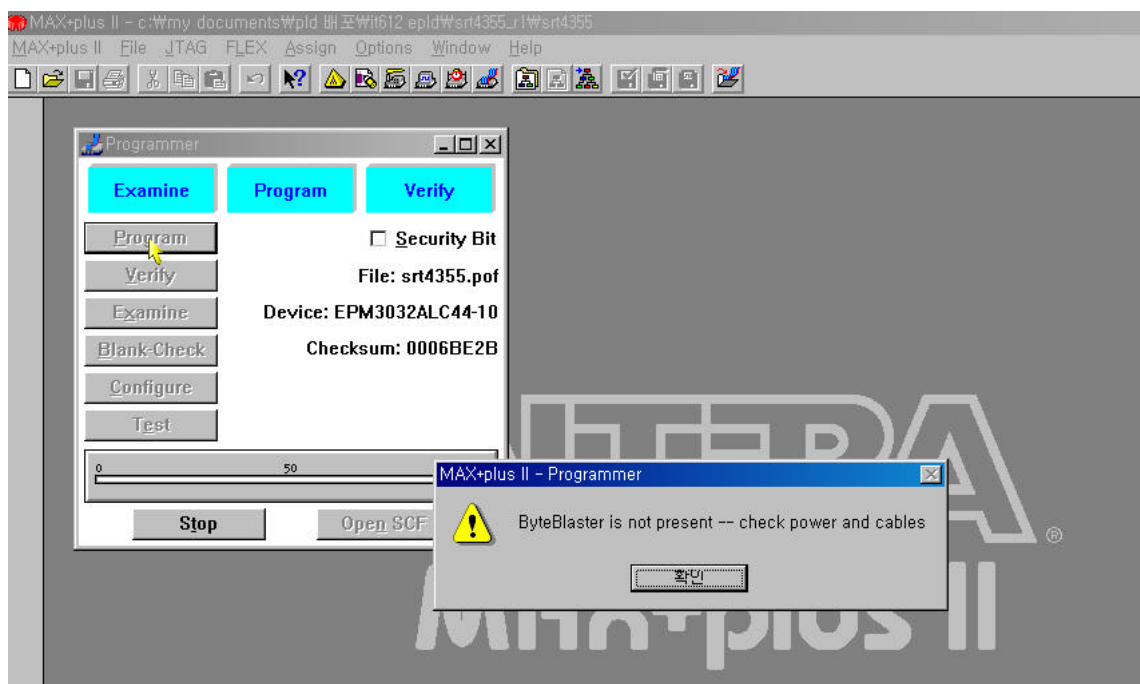 MAX+plus II - c:₩my documents₩pld 배포₩it612 epld₩srt4355_r1₩srt4355
MAX+plus II File JTAG FLEX Assign Options Window Help
Programmer
Examine Program Verify
Program
Security Bit
Verify
File: srt4355.pof
Examine
Device: EPM3032ALC44-10
Blank-Check
Checksum: 0006BE2B
Configure
Test
0 50
Stop
Open SCF
MAX+plus II - Programmer
ByteBlaster is not present -- check power and cables
확인
®
MAX+plus II